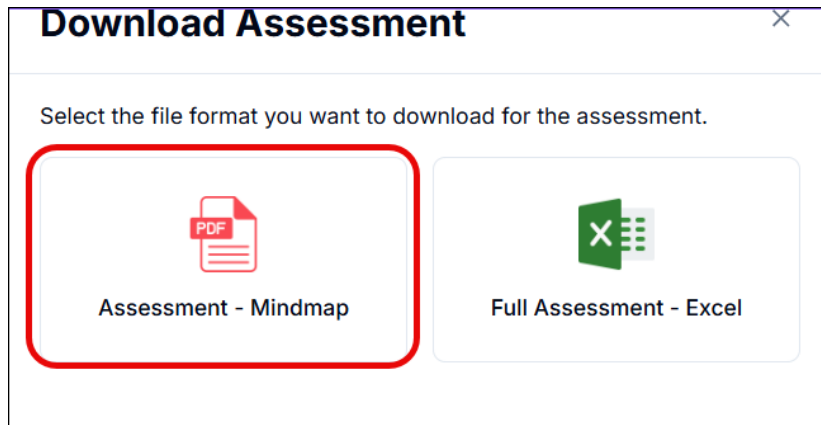 Download Assessment
Select the file format you want to download for the assessment.
PDF
Assessment - Mindmap
X
Full Assessment - Excel